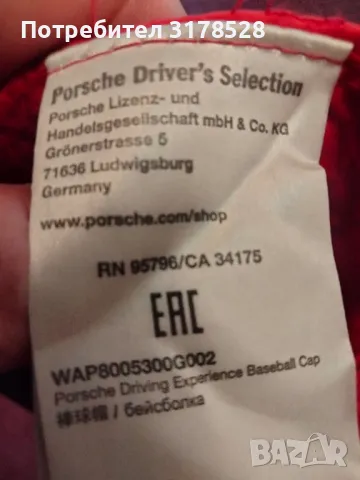 Потребител 3178528
Porsche Driver's Selection
Porsche Lizenz- und
Handelsgesellschaft mbH & Co. KG
Grönerstrasse 5
71636 Ludwigsburg
Germany
www.porsche.com/shop
RN 95796/CA 34175
EAC
WAP8005300G002
Porsche Driving Experience Baseball Cap
棒球帽 / бейсболка
BAZAR